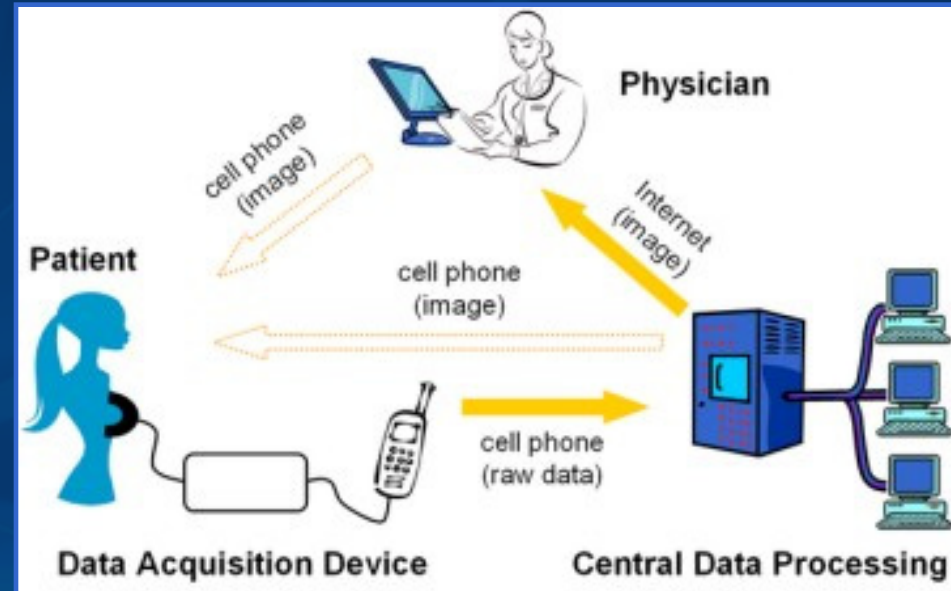 Physician
cell phone
(image)
Internet
(image)
Patient
cell phone
(image)
cell phone
(raw data)
Data Acquisition Device
Central Data Processing